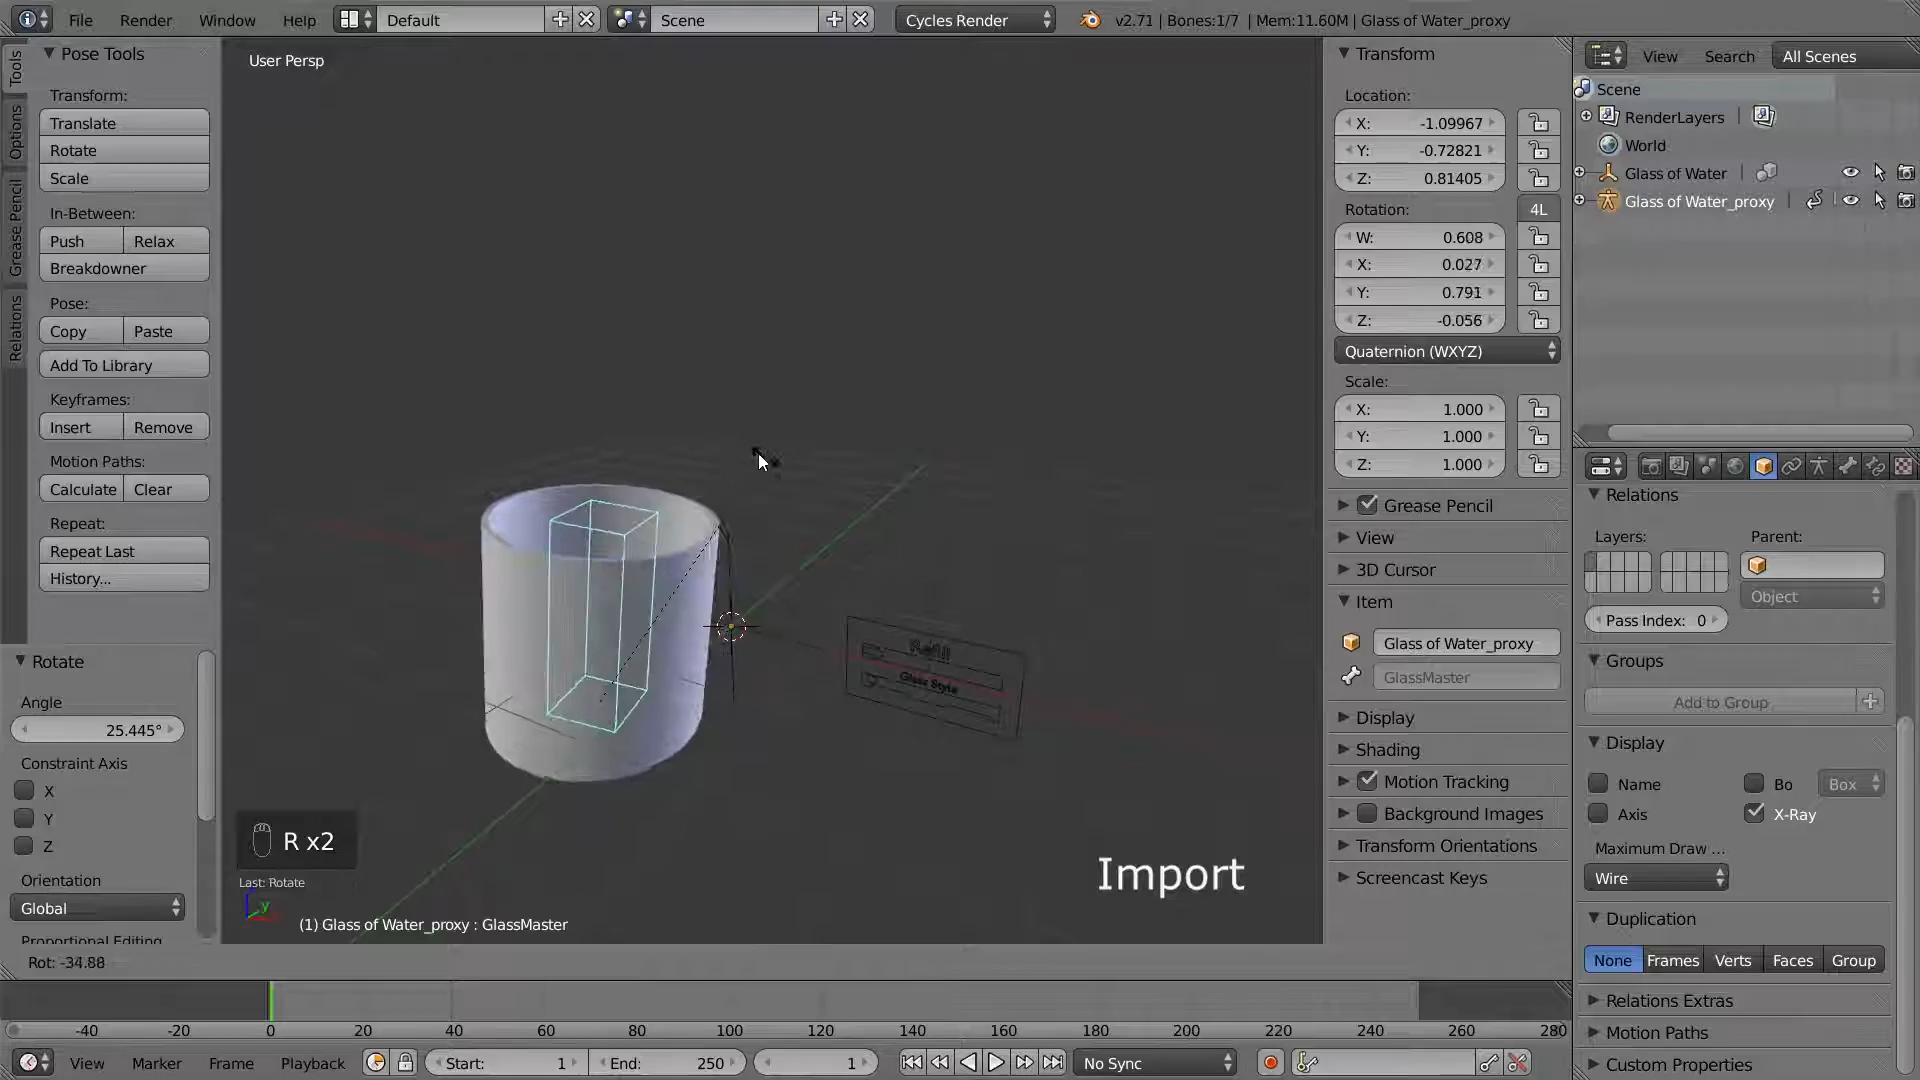 File Render Window Help Default Scene Cycles Render v2.71 | Bones:1/7 | Mem:11.60M | Glass of Water_proxy
Tools
Options
Grease Pencil
Relations
Pose Tools
Transform:
Translate
Rotate
Scale
In-Between:
Push Relax
Breakdowner
Pose:
Copy Paste
Add To Library
Keyframes:
Insert Remove
Motion Paths:
Calculate Clear
Repeat:
Repeat Last
History...
Rotate
Angle
25.445°
Constraint Axis
X
Y
Z
Orientation
Global
Proportional Editing
User Persp
Refill
Glass Style
R x2
Last: Rotate
y
(1) Glass of Water_proxy : GlassMaster
Import
Rot: -34.88
Transform
Location:
X: -1.09967
Y: -0.72821
Z: 0.81405
Rotation: 4L
W: 0.608
X: 0.027
Y: 0.791
Z: -0.056
Quaternion (WXYZ)
Scale:
X: 1.000
Y: 1.000
Z: 1.000
Grease Pencil
View
3D Cursor
Item
Glass of Water_proxy
GlassMaster
Display
Shading
Motion Tracking
Background Images
Transform Orientations
Screencast Keys
View Search All Scenes
Scene
RenderLayers |
World
Glass of Water |
Glass of Water_proxy |
Relations
Layers: Parent:
Object
Pass Index: 0
Groups
Add to Group
Display
Name Bo Box
Axis X-Ray
Maximum Draw ...
Wire
Duplication
None Frames Verts Faces Group
Relations Extras
Motion Paths
Custom Properties
-40 -20 0 20 40 60 80 100 120 140 160 180 200 220 240 260 280
View Marker Frame Playback Start: 1 End: 250 1 No Sync